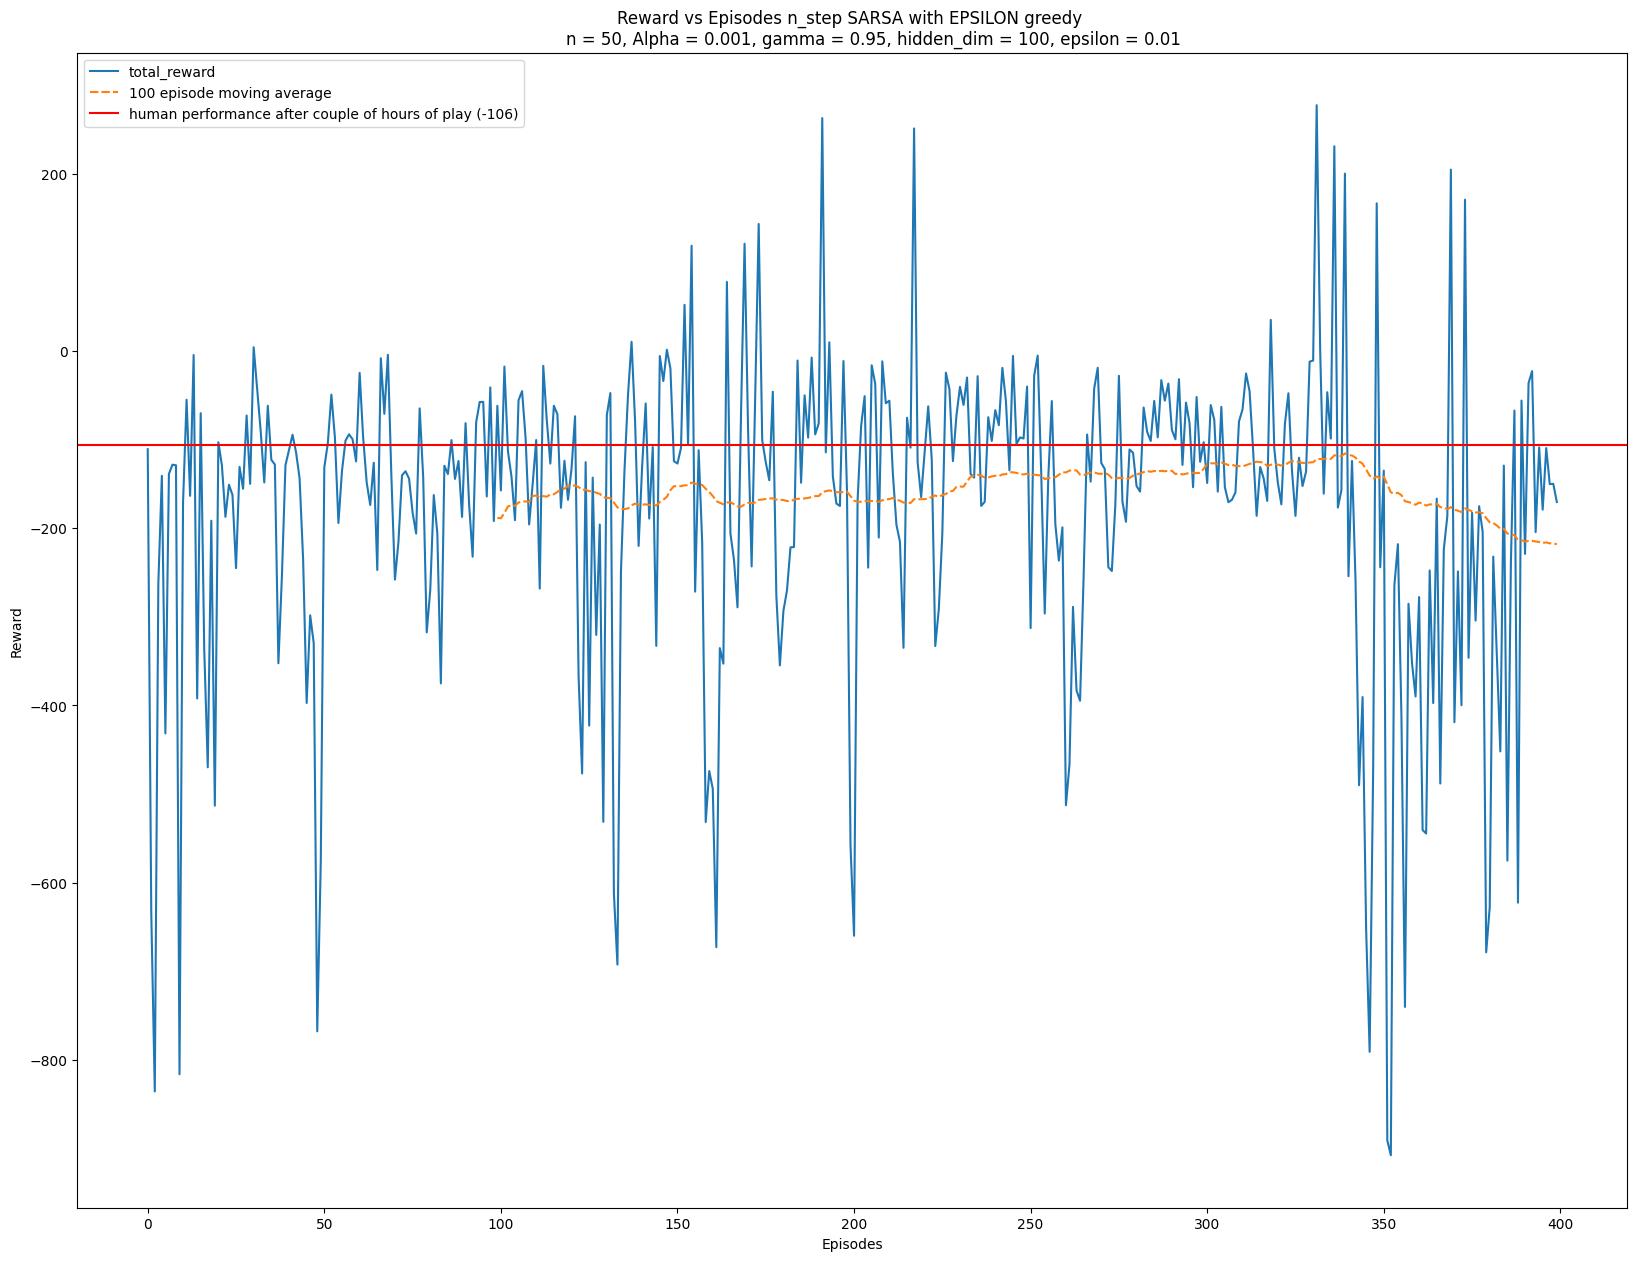 Reward vs Episodes n_step SARSA with EPSILON greedy
n = 50, Alpha = 0.001, gamma = 0.95, hidden_dim = 100, epsilon = 0.01
total_reward
100 episode moving average
human performance after couple of hours of play (-106)
Reward
200
0
−200
−400
−600
−800
0 50 100 150 200 250 300 350 400
Episodes